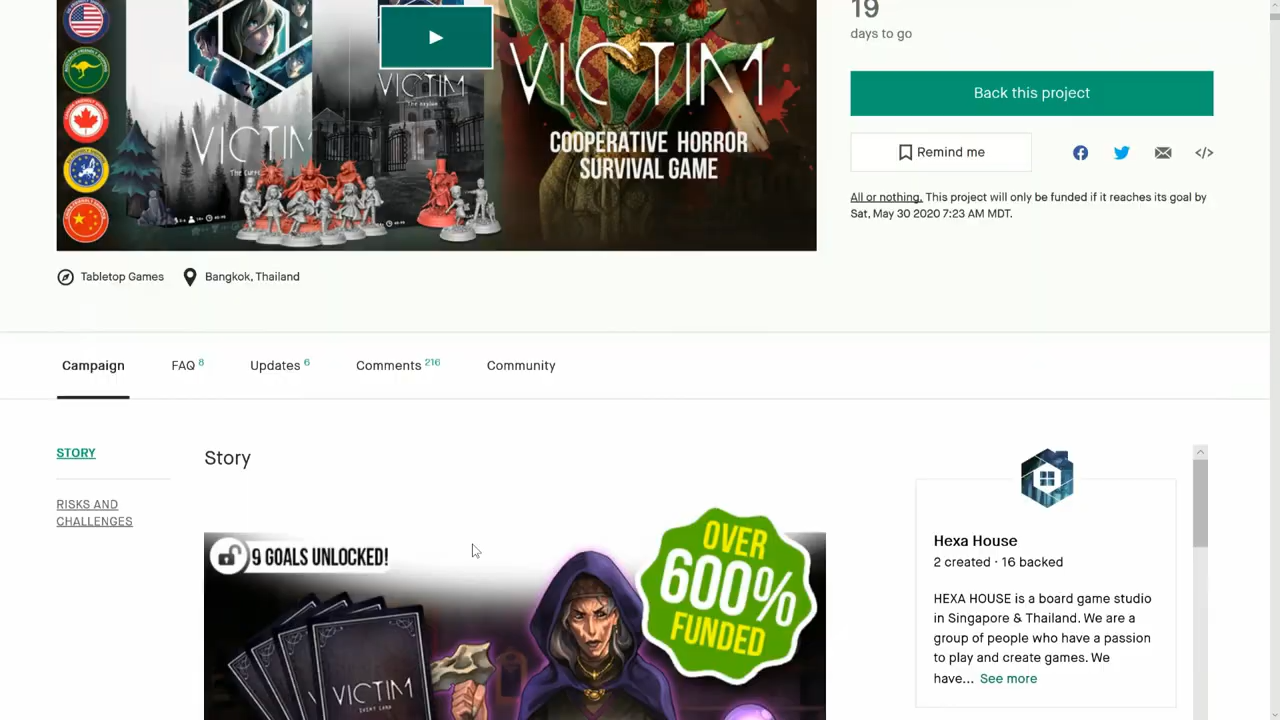 19
days to go
Back this project
Remind me
All or nothing. This project will only be funded if it reaches its goal by
Sat, May 30 2020 7:23 AM MDT.
VICTIM
VICTIM
VICTIM
COOPERATIVE HORROR
SURVIVAL GAME
Tabletop Games
Bangkok, Thailand
Campaign
FAQ 8
Updates 6
Comments 216
Community
STORY
RISKS AND
CHALLENGES
Story
9 GOALS UNLOCKED!
OVER
600%
FUNDED
VICTIM
EVENT CARD
Hexa House
2 created · 16 backed
HEXA HOUSE is a board game studio
in Singapore & Thailand. We are a
group of people who have a passion
to play and create games. We
have... See more